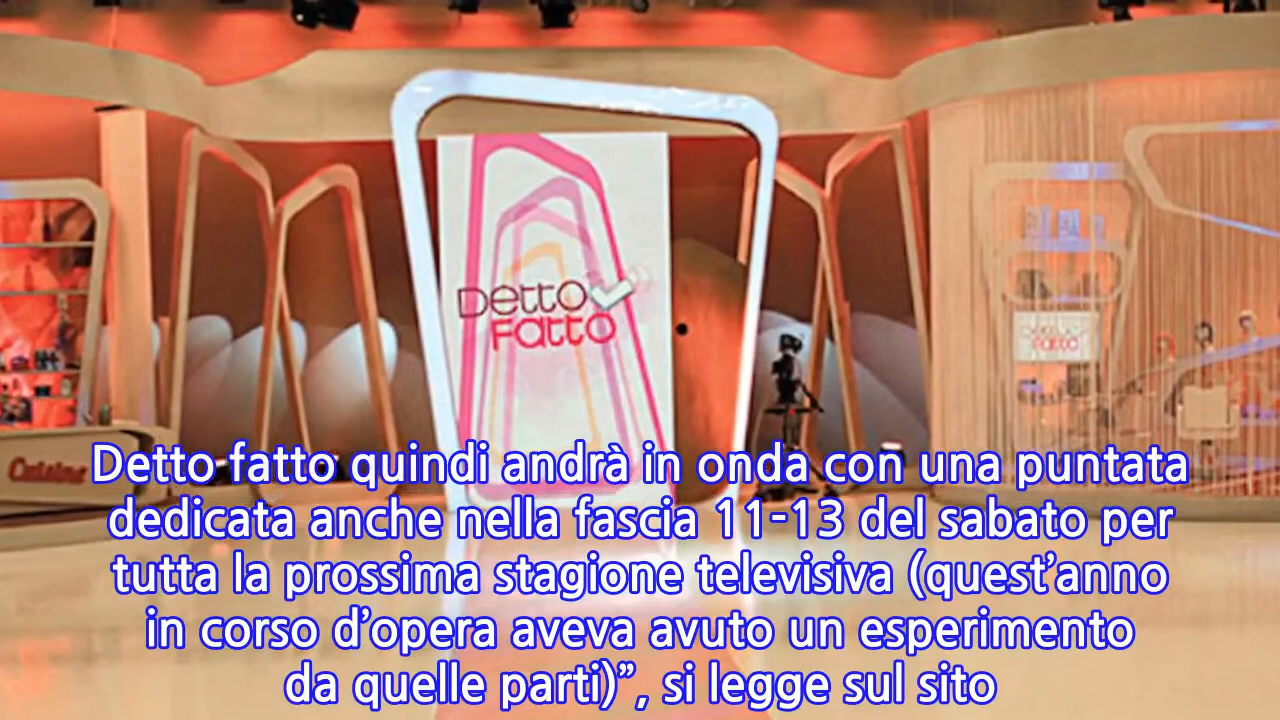 Detto
Fatto
Fatto
Cuisine
Detto fatto quindi andrà in onda con una puntata
dedicata anche nella fascia 11-13 del sabato per
tutta la prossima stagione televisiva (quest’anno
in corso d’opera aveva avuto un esperimento
da quelle parti)”, si legge sul sito